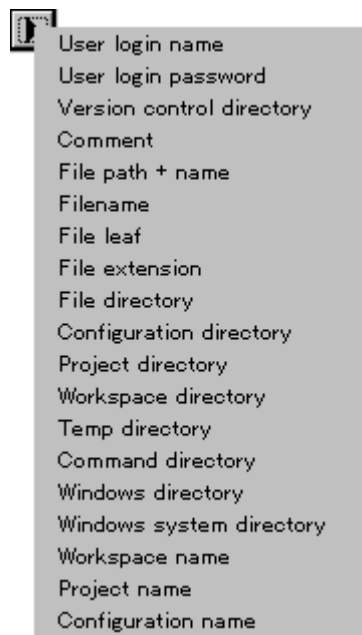 User login name
User login password
Version control directory
Comment
File path + name
Filename
File leaf
File extension
File directory
Configuration directory
Project directory
Workspace directory
Temp directory
Command directory
Windows directory
Windows system directory
Workspace name
Project name
Configuration name